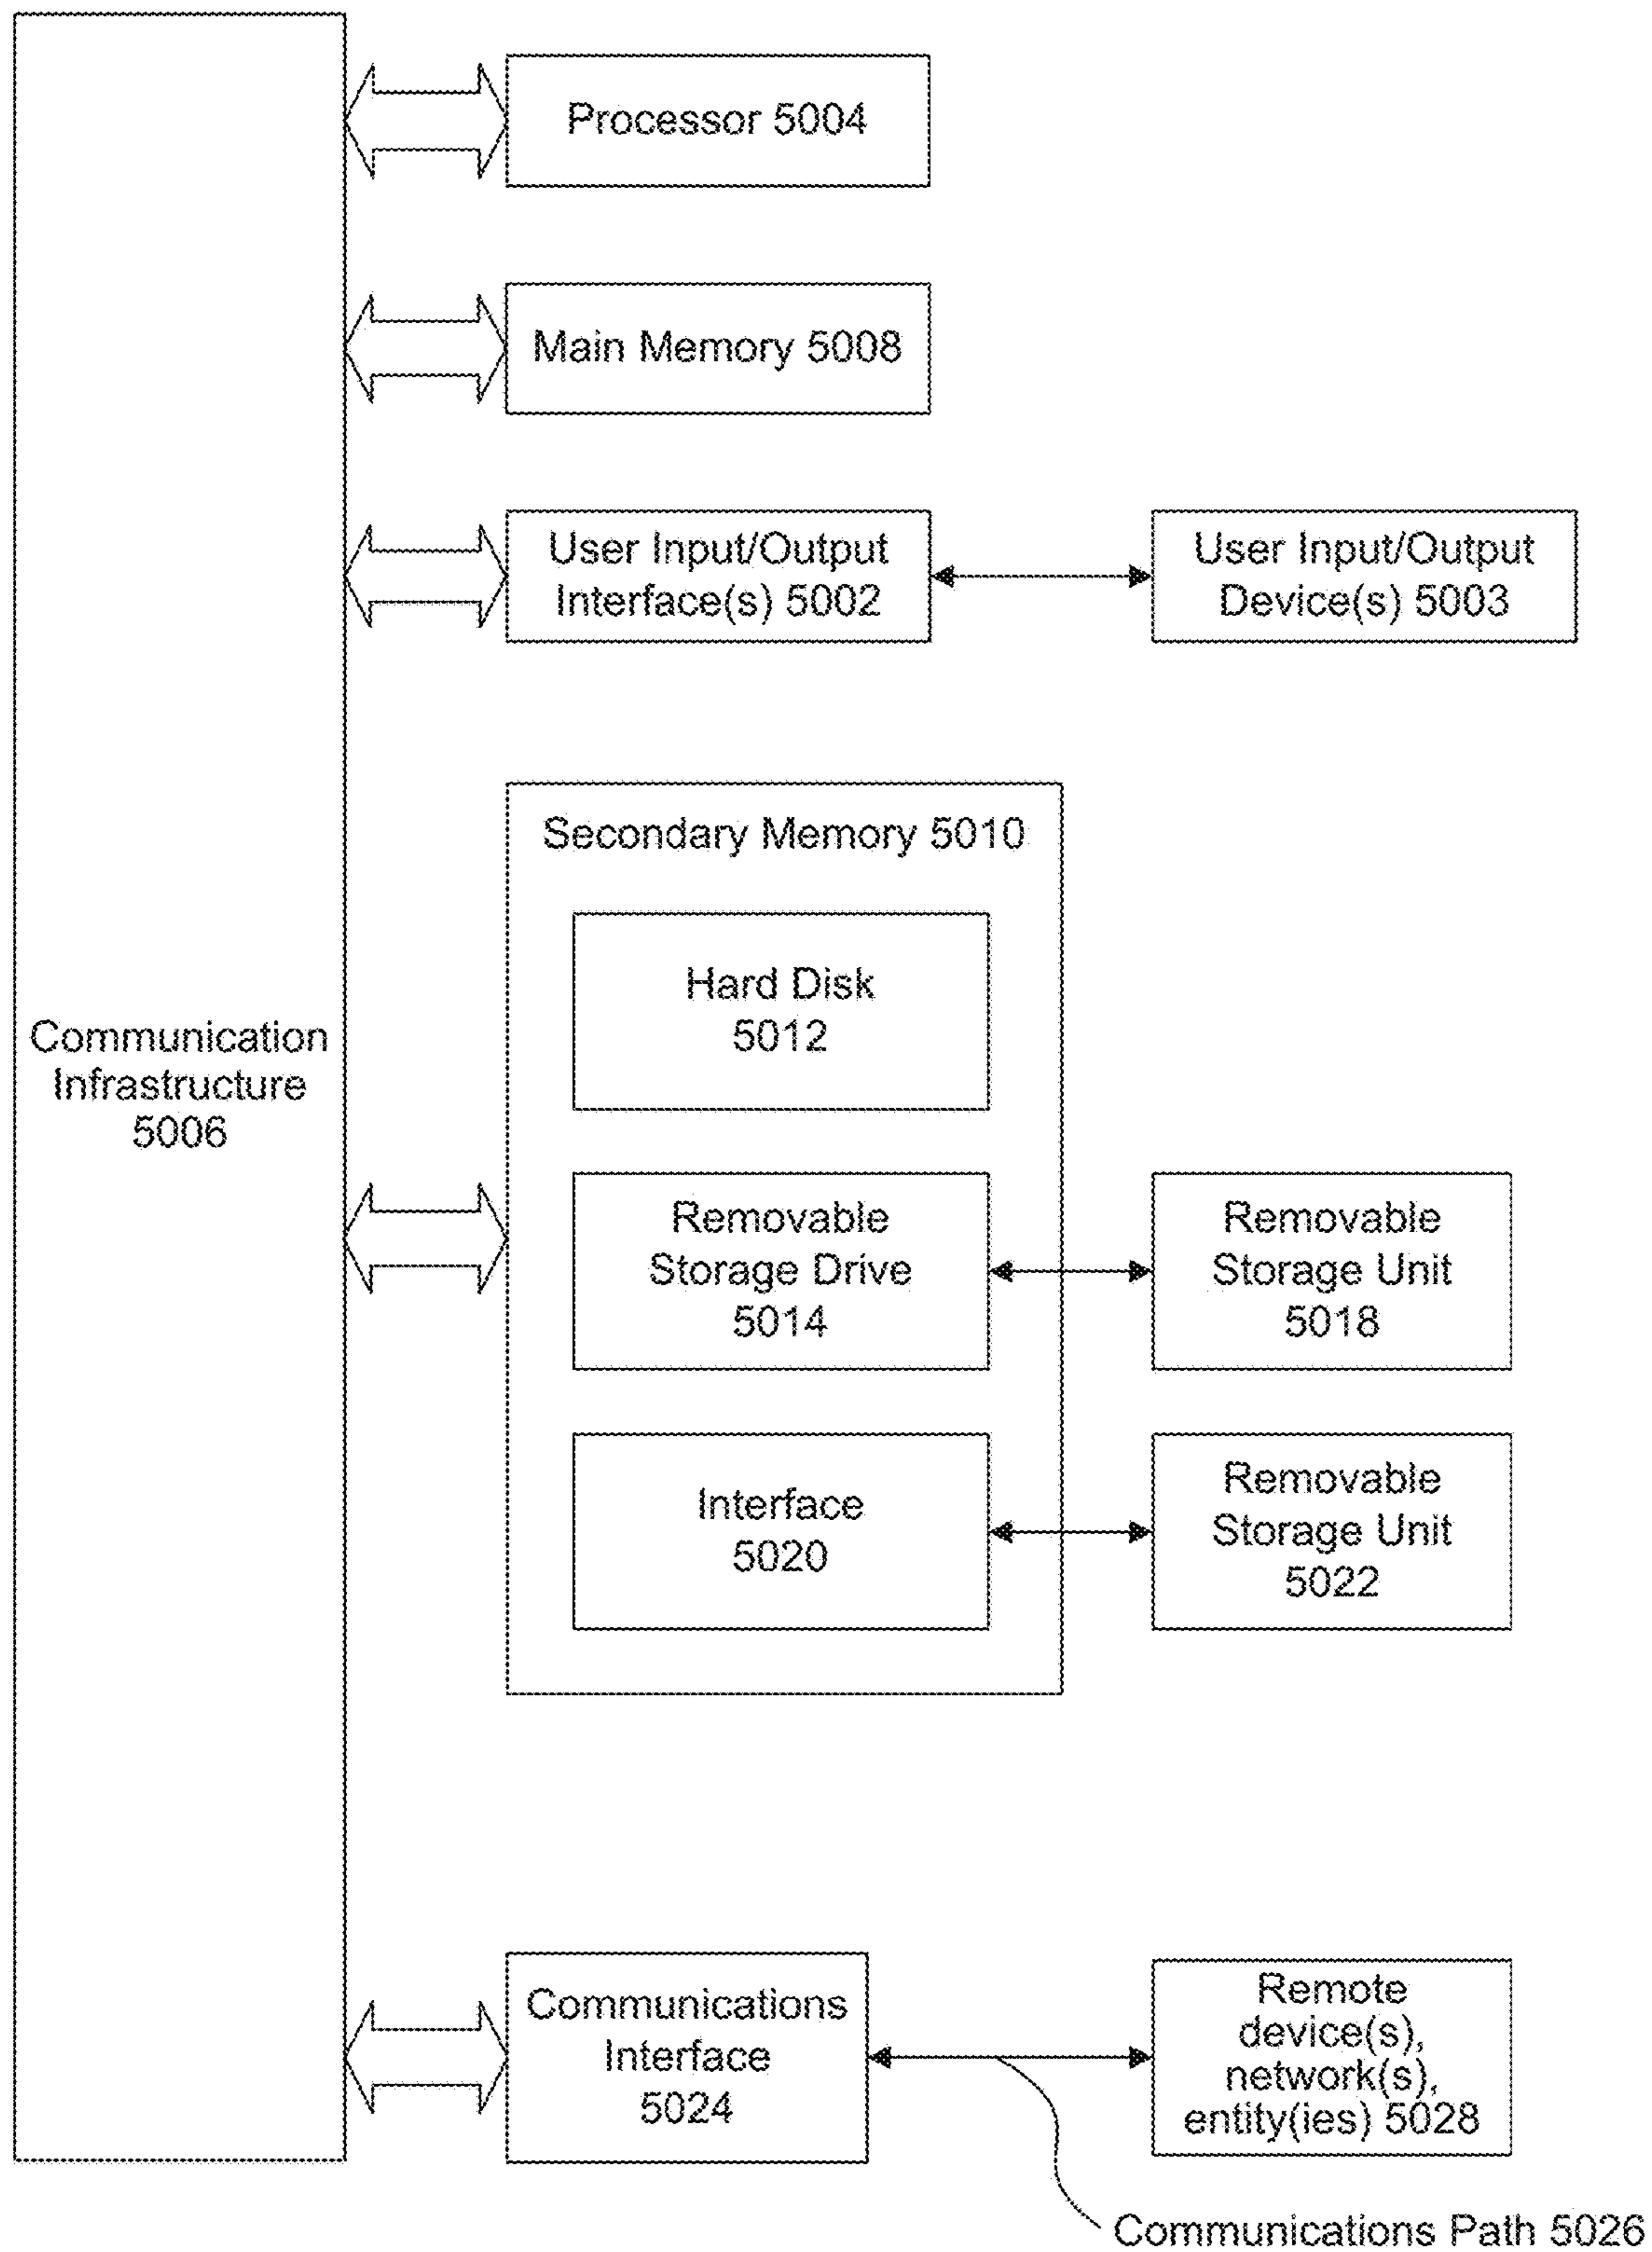 Processor 5004
Main Memory 5008
User Input/Output
Interface(s) 5002
User Input/Output
Device(s) 5003
Secondary Memory 5010
Hard Disk
5012
Communication
Infrastructure
5006
Removable
Storage Drive
5014
Removable
Storage Unit
5018
Interface
5020
Removable
Storage Unit
5022
Communications
Interface
5024
Remote
device(s),
network(s),
entity(ies) 5028
Communications Path 5026